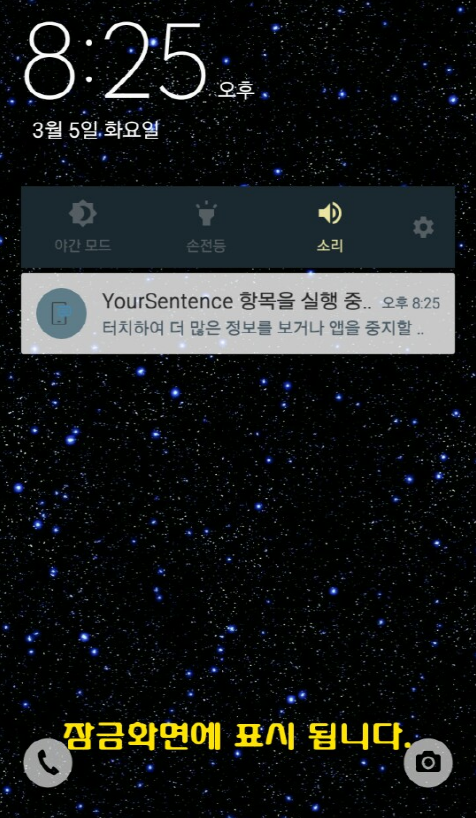 8:25 오후
3월 5일 화요일
야간 모드 손전등 소리
YourSentence 항목을 실행 중.. 오후 8:25
터치하여 더 많은 정보를 보거나 앱을 중지할 ..
잠금화면에 표시 됩니다.